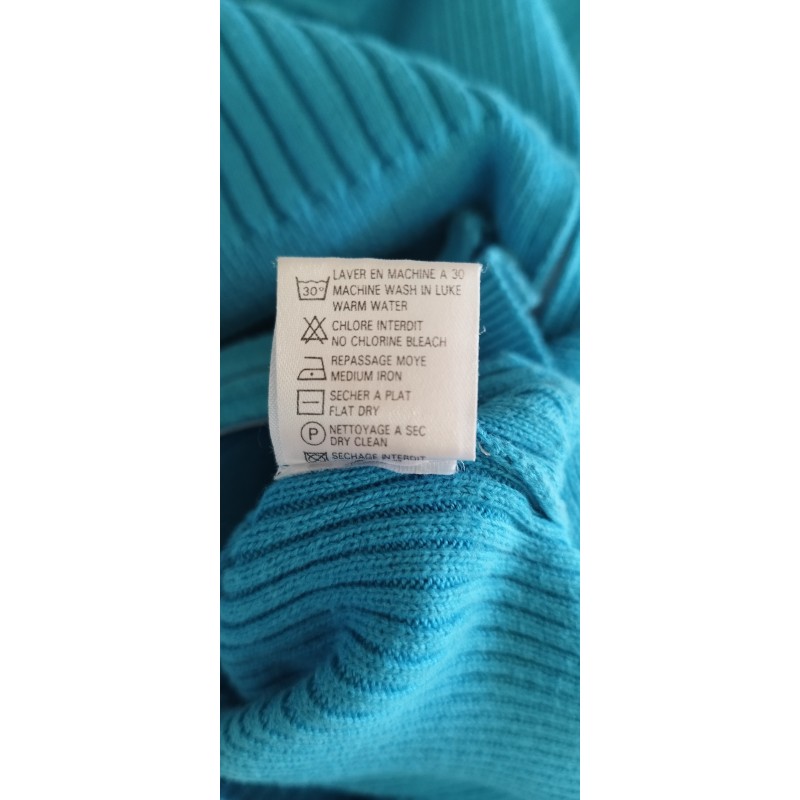 LAVER EN MACHINE A 30
30° MACHINE WASH IN LUKE
WARM WATER
CHLORE INTERDIT
NO CHLORINE BLEACH
REPASSAGE MOYE
MEDIUM IRON
SECHER A PLAT
FLAT DRY
P NETTOYAGE A SEC
DRY CLEAN
SECHAGE INTERDIT